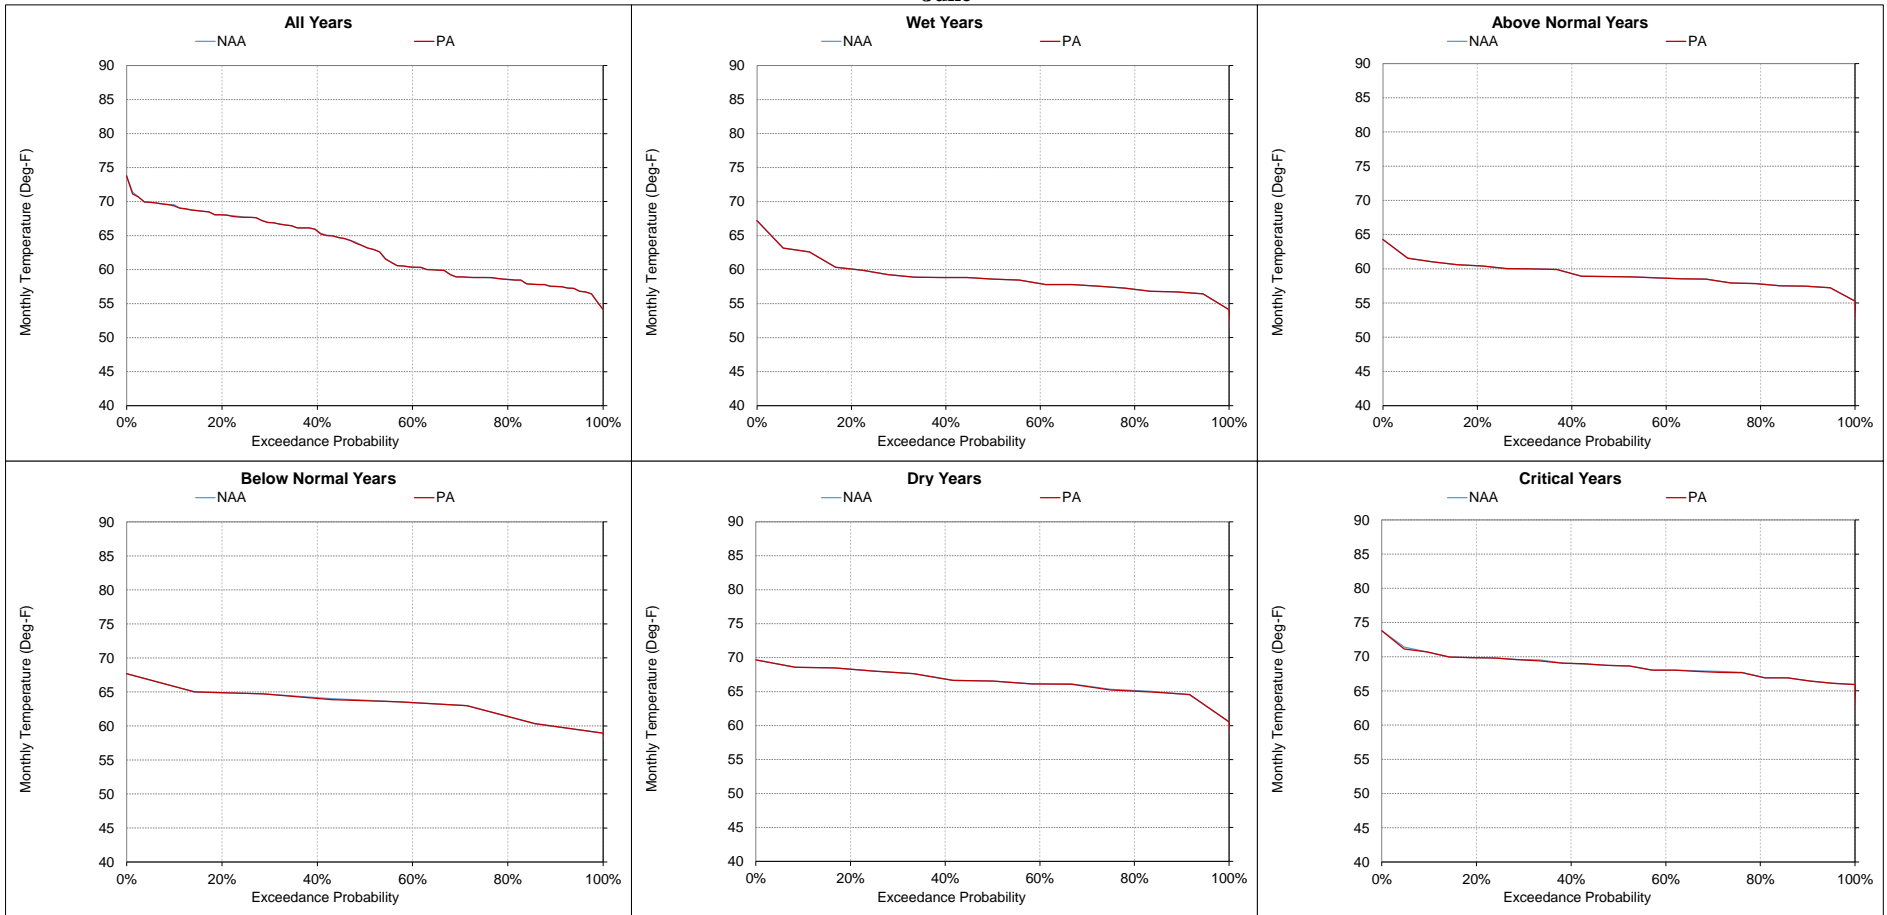 All Years
NAA PA
Monthly Temperature (Deg-F)
90
85
80
75
70
65
60
55
50
45
40
0% 20% 40% 60% 80% 100%
Exceedance Probability
Wet Years
NAA PA
Monthly Temperature (Deg-F)
90
85
80
75
70
65
60
55
50
45
40
0% 20% 40% 60% 80% 100%
Exceedance Probability
Above Normal Years
NAA PA
Monthly Temperature (Deg-F)
90
85
80
75
70
65
60
55
50
45
40
0% 20% 40% 60% 80% 100%
Exceedance Probability
Below Normal Years
NAA PA
Monthly Temperature (Deg-F)
90
85
80
75
70
65
60
55
50
45
40
0% 20% 40% 60% 80% 100%
Exceedance Probability
Dry Years
NAA PA
Monthly Temperature (Deg-F)
90
85
80
75
70
65
60
55
50
45
40
0% 20% 40% 60% 80% 100%
Exceedance Probability
Critical Years
NAA PA
Monthly Temperature (Deg-F)
90
85
80
75
70
65
60
55
50
45
40
0% 20% 40% 60% 80% 100%
Exceedance Probability